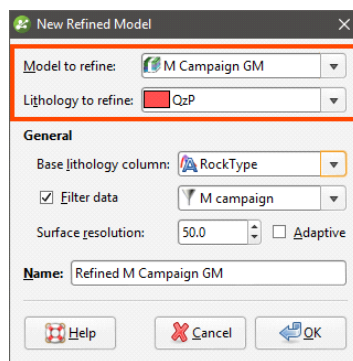 New Refined Model
Model to refine: M Campaign GM
Lithology to refine: QzP
General
Base lithology column: RockType
Filter data M campaign
Surface resolution: 50.0 Adaptive
Name: Refined M Campaign GM
Help Cancel OK